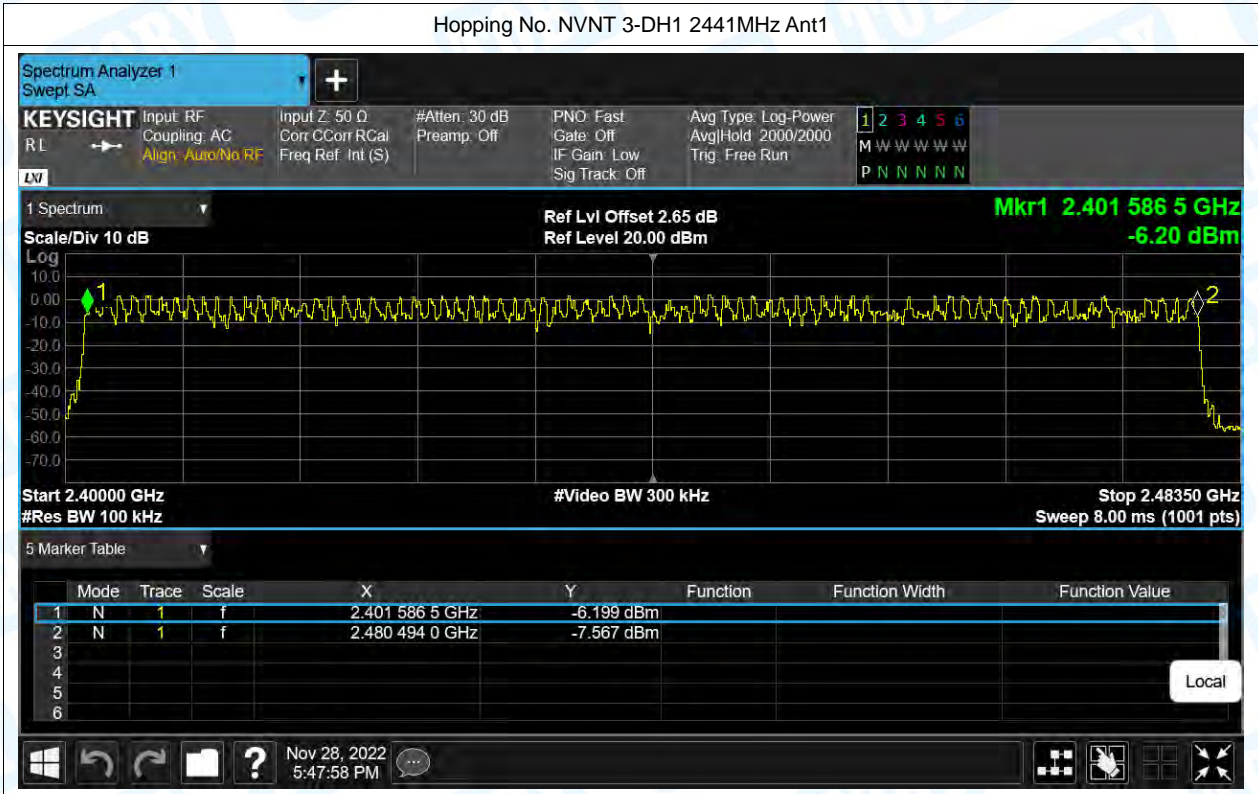 Hopping No. NVNT 3-DH1 2441MHz Ant1
Spectrum Analyzer 1
Swept SA
+
KEYSIGHT
RL
LXI
Input: RF
Coupling: AC
Align: Auto/No RF
Input Z: 50 Ω
Corr CCorr RCal
Freq Ref: Int (S)
#Atten: 30 dB
Preamp: Off
PNO: Fast
Gate: Off
IF Gain: Low
Sig Track: Off
Avg Type: Log-Power
Avg|Hold: 2000/2000
Trig: Free Run
1 2 3 4 5 6
M W W W W W
P N N N N N
1 Spectrum
Scale/Div 10 dB
Ref Lvl Offset 2.65 dB
Ref Level 20.00 dBm
Mkr1 2.401 586 5 GHz
-6.20 dBm
Log
10.0
0.00
-10.0
-20.0
-30.0
-40.0
-50.0
-60.0
-70.0
1
2
Start 2.40000 GHz
#Res BW 100 kHz
#Video BW 300 kHz
Stop 2.48350 GHz
Sweep 8.00 ms (1001 pts)
5 Marker Table
Mode Trace Scale X Y Function Function Width Function Value
1 N 1 f 2.401 586 5 GHz -6.199 dBm
2 N 1 f 2.480 494 0 GHz -7.567 dBm
3
4
5
6
Local
?
Nov 28, 2022
5:47:58 PM